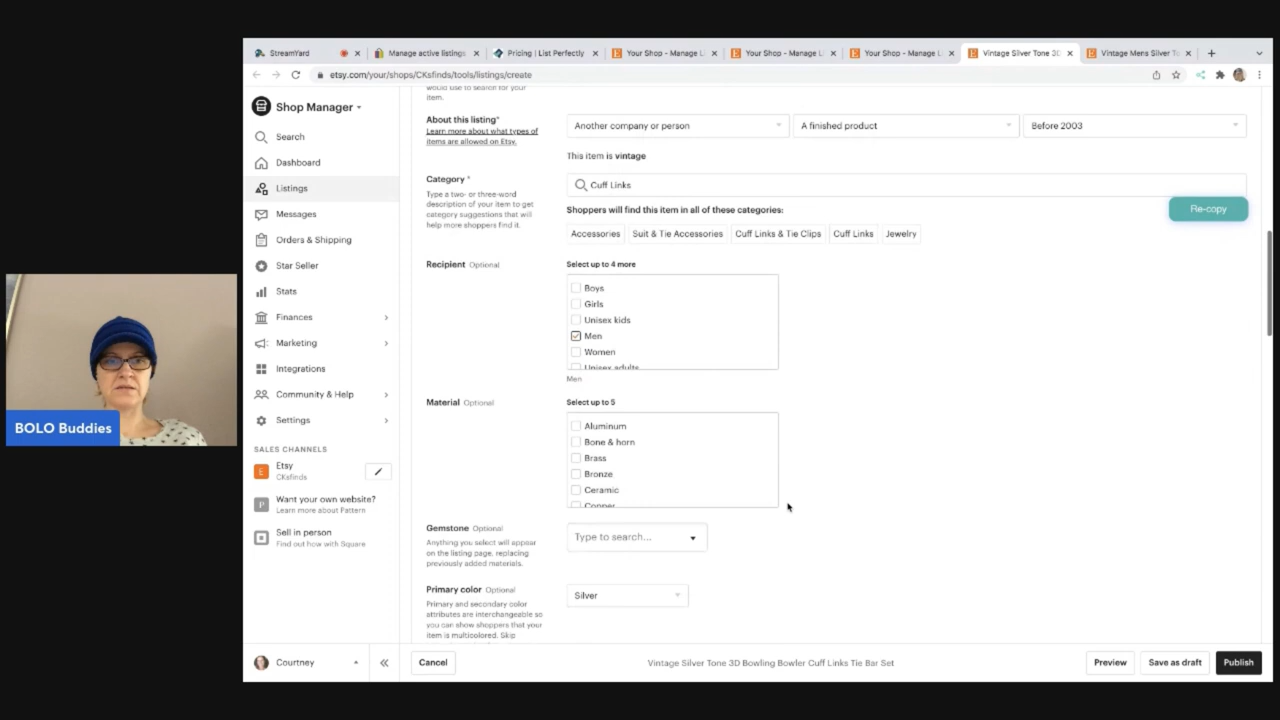 StreamYard
Manage active listings
Pricing | List Perfectly
Your Shop - Manage L
Your Shop - Manage L
Your Shop - Manage L
Vintage Silver Tone 3D
Vintage Mens Silver To
etsy.com/your/shops/CKsfinds/tools/listings/create
Shop Manager
Search
Dashboard
Listings
Messages
Orders & Shipping
Star Seller
Stats
Finances
Marketing
Integrations
Community & Help
Settings
SALES CHANNELS
Etsy
CKsfinds
Want your own website?
Learn more about Pattern
Sell in person
Find out how with Square
Courtney
would use to search for your
item.
About this listing*
Learn more about what types of
items are allowed on Etsy.
Another company or person
A finished product
Before 2003
This item is vintage
Category *
Type a two- or three-word
description of your item to get
category suggestions that will
help more shoppers find it.
Cuff Links
Shoppers will find this item in all of these categories:
Accessories Suit & Tie Accessories Cuff Links & Tie Clips Cuff Links Jewelry
Re-copy
Recipient Optional
Select up to 4 more
Boys
Girls
Unisex kids
Men
Women
Unisex adults
Men
Material Optional
Select up to 5
Aluminum
Bone & horn
Brass
Bronze
Ceramic
Copper
Gemstone Optional
Anything you select will appear
on the listing page, replacing
previously added materials.
Type to search...
Primary color Optional
Primary and secondary color
attributes are interchangeable so
you can show shoppers that your
item is multicolored. Skip
Silver
Cancel
Vintage Silver Tone 3D Bowling Bowler Cuff Links Tie Bar Set
Preview
Save as draft
Publish
BOLO Buddies